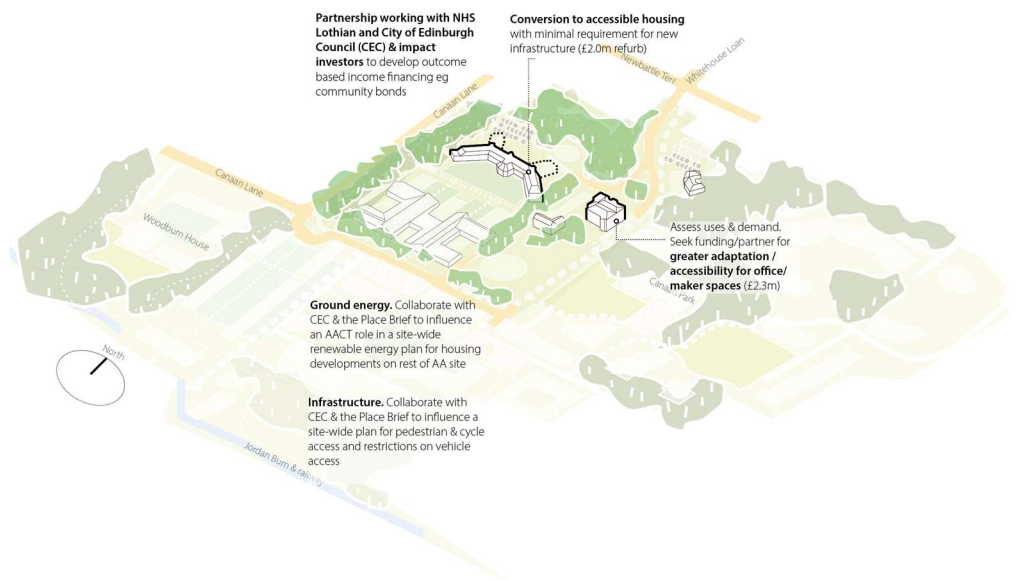 Partnership working with NHS
Lothian and City of Edinburgh
Council (CEC) & impact
investors to develop outcome
based income financing eg
community bonds
Conversion to accessible housing
with minimal requirement for new
infrastructure (£2.0m refurb)
Newbattle Terr
Whitehouse Loan
Canaan Lane
Canaan Lane
Woodburn House
Assess uses & demand.
Seek funding/partner for
greater adaptation /
accessibility for office/
maker spaces (£2.3m)
Canaan Park
Ground energy. Collaborate with
CEC & the Place Brief to influence
an AACT role in a site-wide
renewable energy plan for housing
developments on rest of AA site
North
Infrastructure. Collaborate with
CEC & the Place Brief to influence a
site-wide plan for pedestrian & cycle
access and restrictions on vehicle
access
Jordan Burn & railway